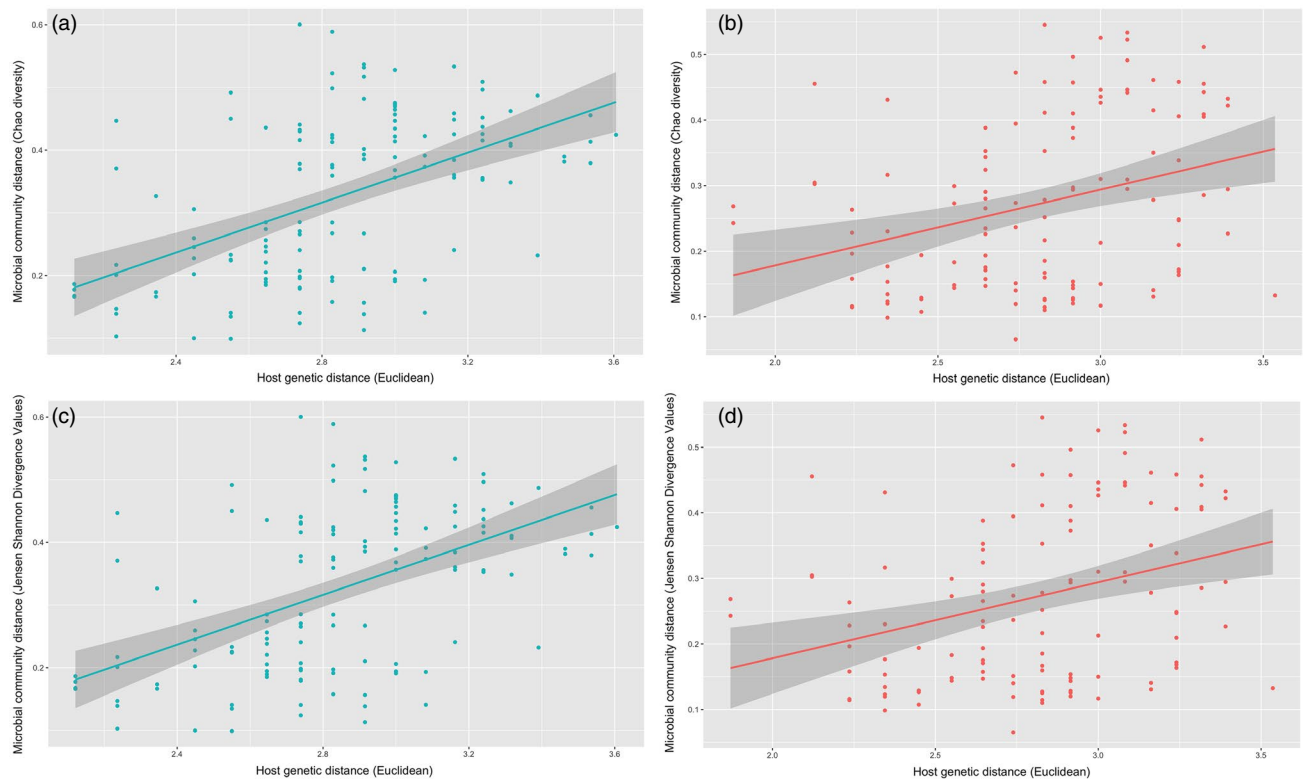 (a)
Microbial community distance (Chao diversity)
0.6
0.4
0.2
2.4 2.8 3.2 3.6
Host genetic distance (Euclidean)
(b)
Microbial community distance (Chao diversity)
0.5
0.4
0.3
0.2
0.1
2.0 2.5 3.0 3.5
Host genetic distance (Euclidean)
(c)
Microbial community distance (Jensen Shannon Divergence Values)
0.6
0.4
0.2
2.4 2.8 3.2 3.6
Host genetic distance (Euclidean)
(d)
Microbial community distance (Jensen Shannon Divergence Values)
0.5
0.4
0.3
0.2
0.1
2.0 2.5 3.0 3.5
Host genetic distance (Euclidean)